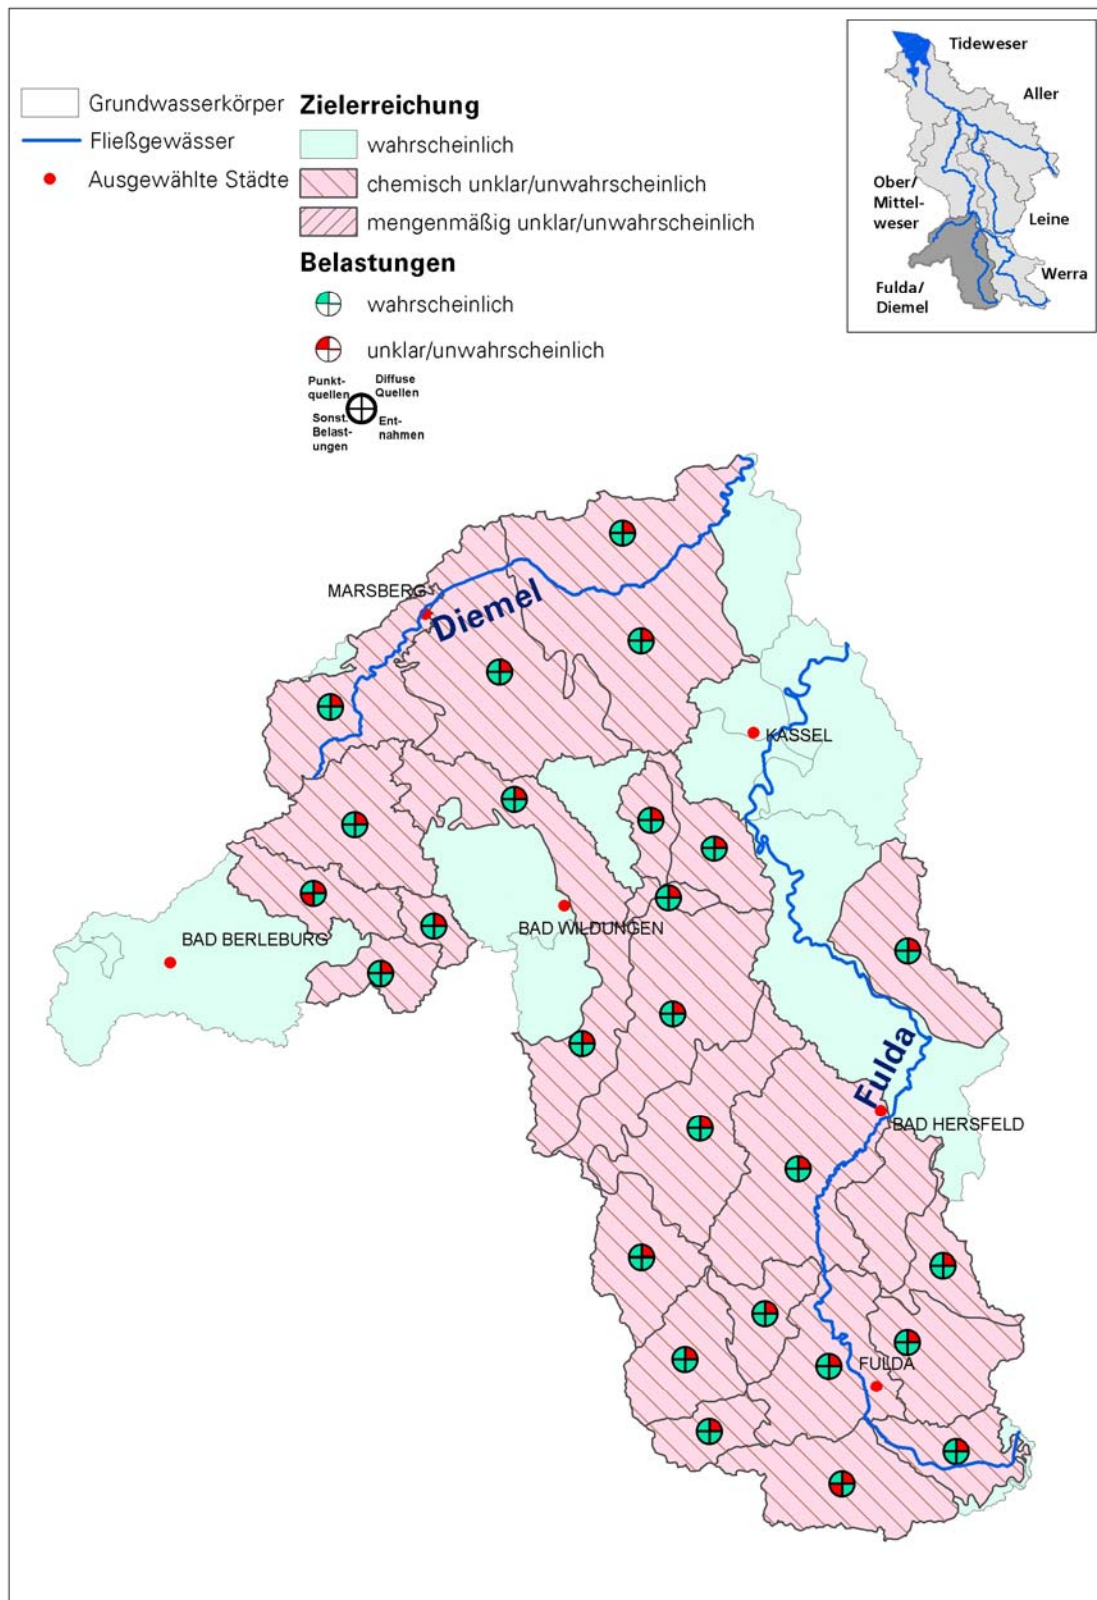 Grundwasserkörper
Fließgewässer
Ausgewählte Städte
Zielerreichung
wahrscheinlich
chemisch unklar/unwahrscheinlich
mengenmäßig unklar/unwahrscheinlich
Belastungen
wahrscheinlich
unklar/unwahrscheinlich
Punkt-
quellen
Diffuse
Quellen
Sonst.
Belast-
ungen
Ent-
nahmen
Tideweser
Aller
Ober/
Mittel-
weser
Leine
Werra
Fulda/
Diemel
MARSBERG
Diemel
KASSEL
BAD WILDUNGEN
BAD BERLEBURG
Fulda
BAD HERSFELD
FULDA